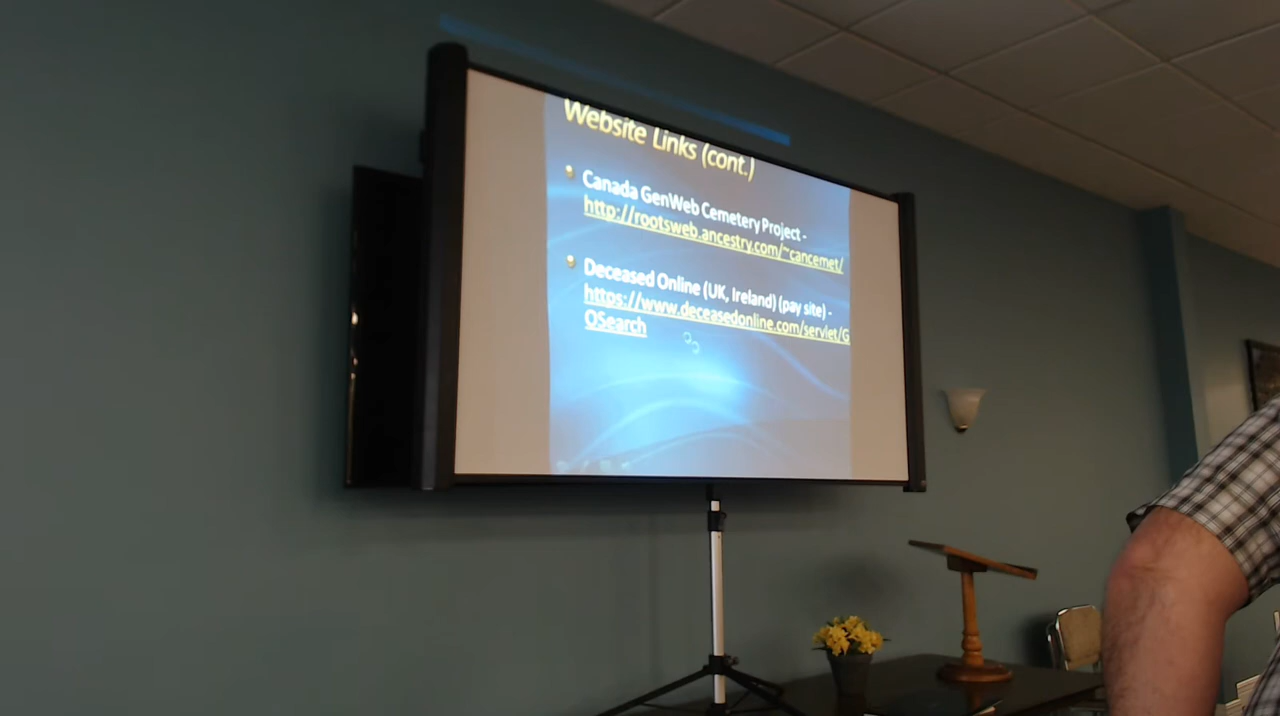 Website Links (cont.)
Canada GenWeb Cemetery Project -
http://rootsweb.ancestry.com/~cancemet/
Deceased Online (UK, Ireland) (pay site) -
https://www.deceasedonline.com/servlet/G
OSearch